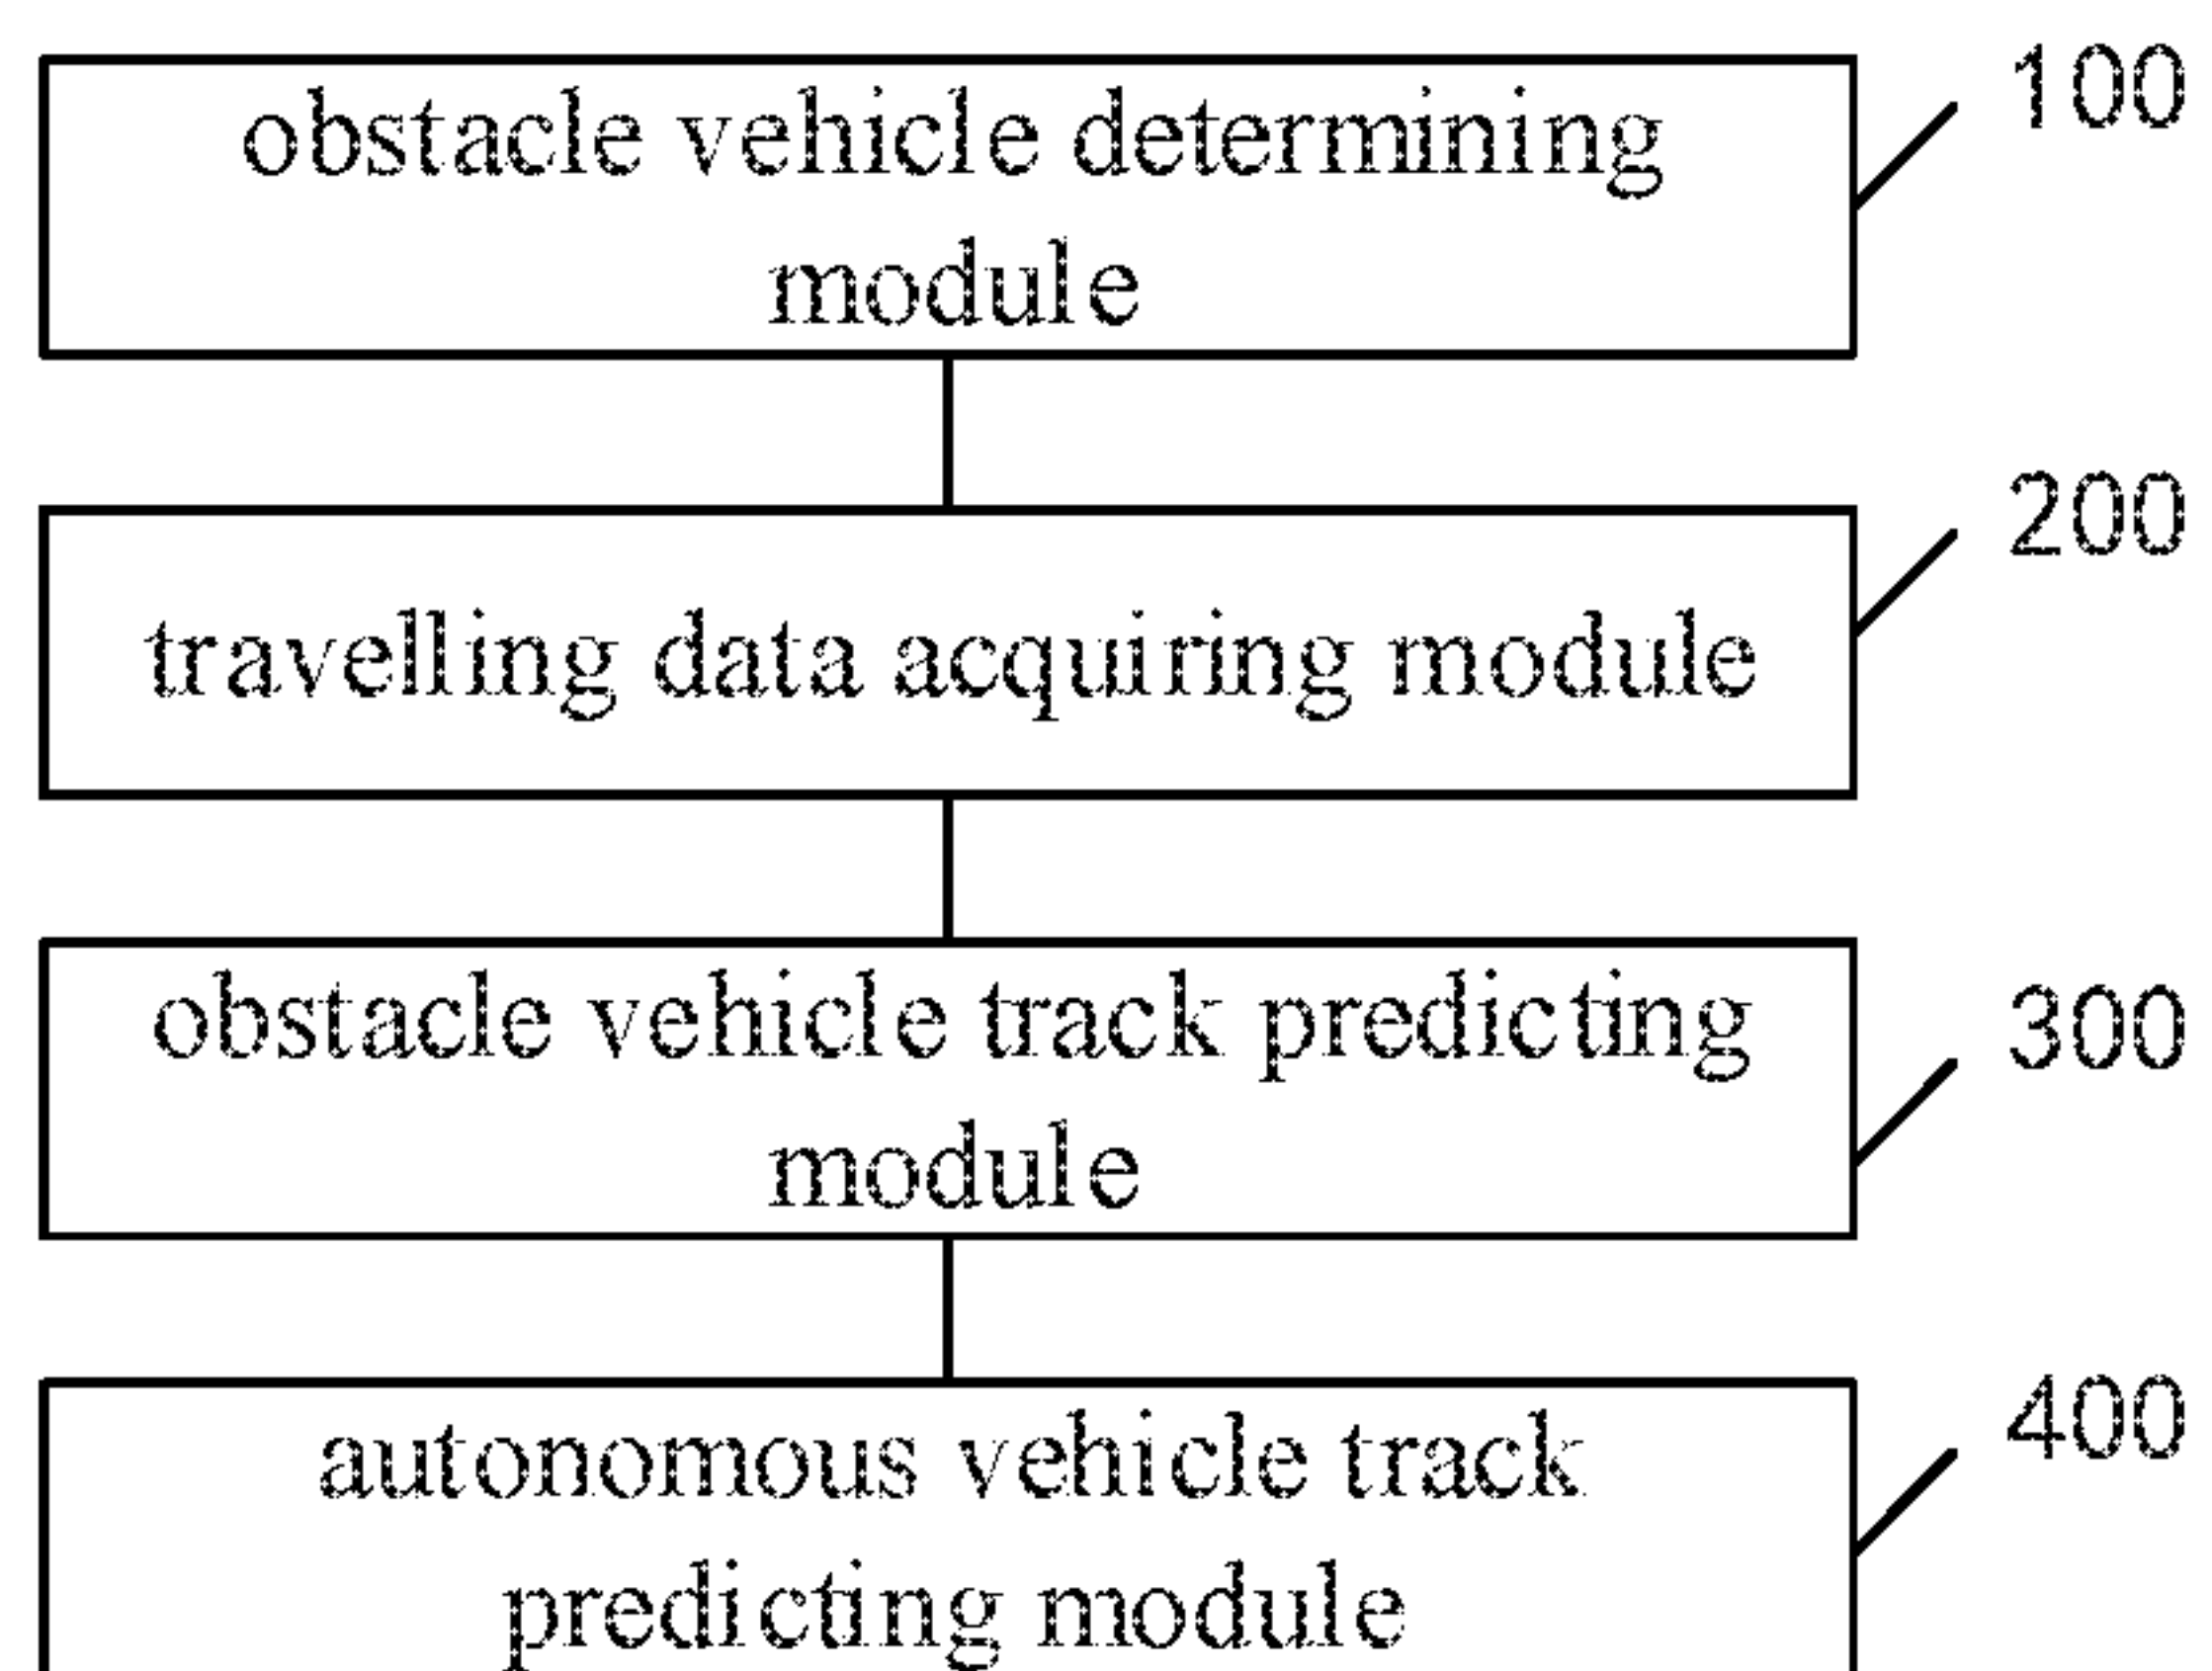 obstacle vehicle determining
module
100
travelling data acquiring module
200
obstacle vehicle track predicting
module
300
autonomous vehicle track
predicting module
400